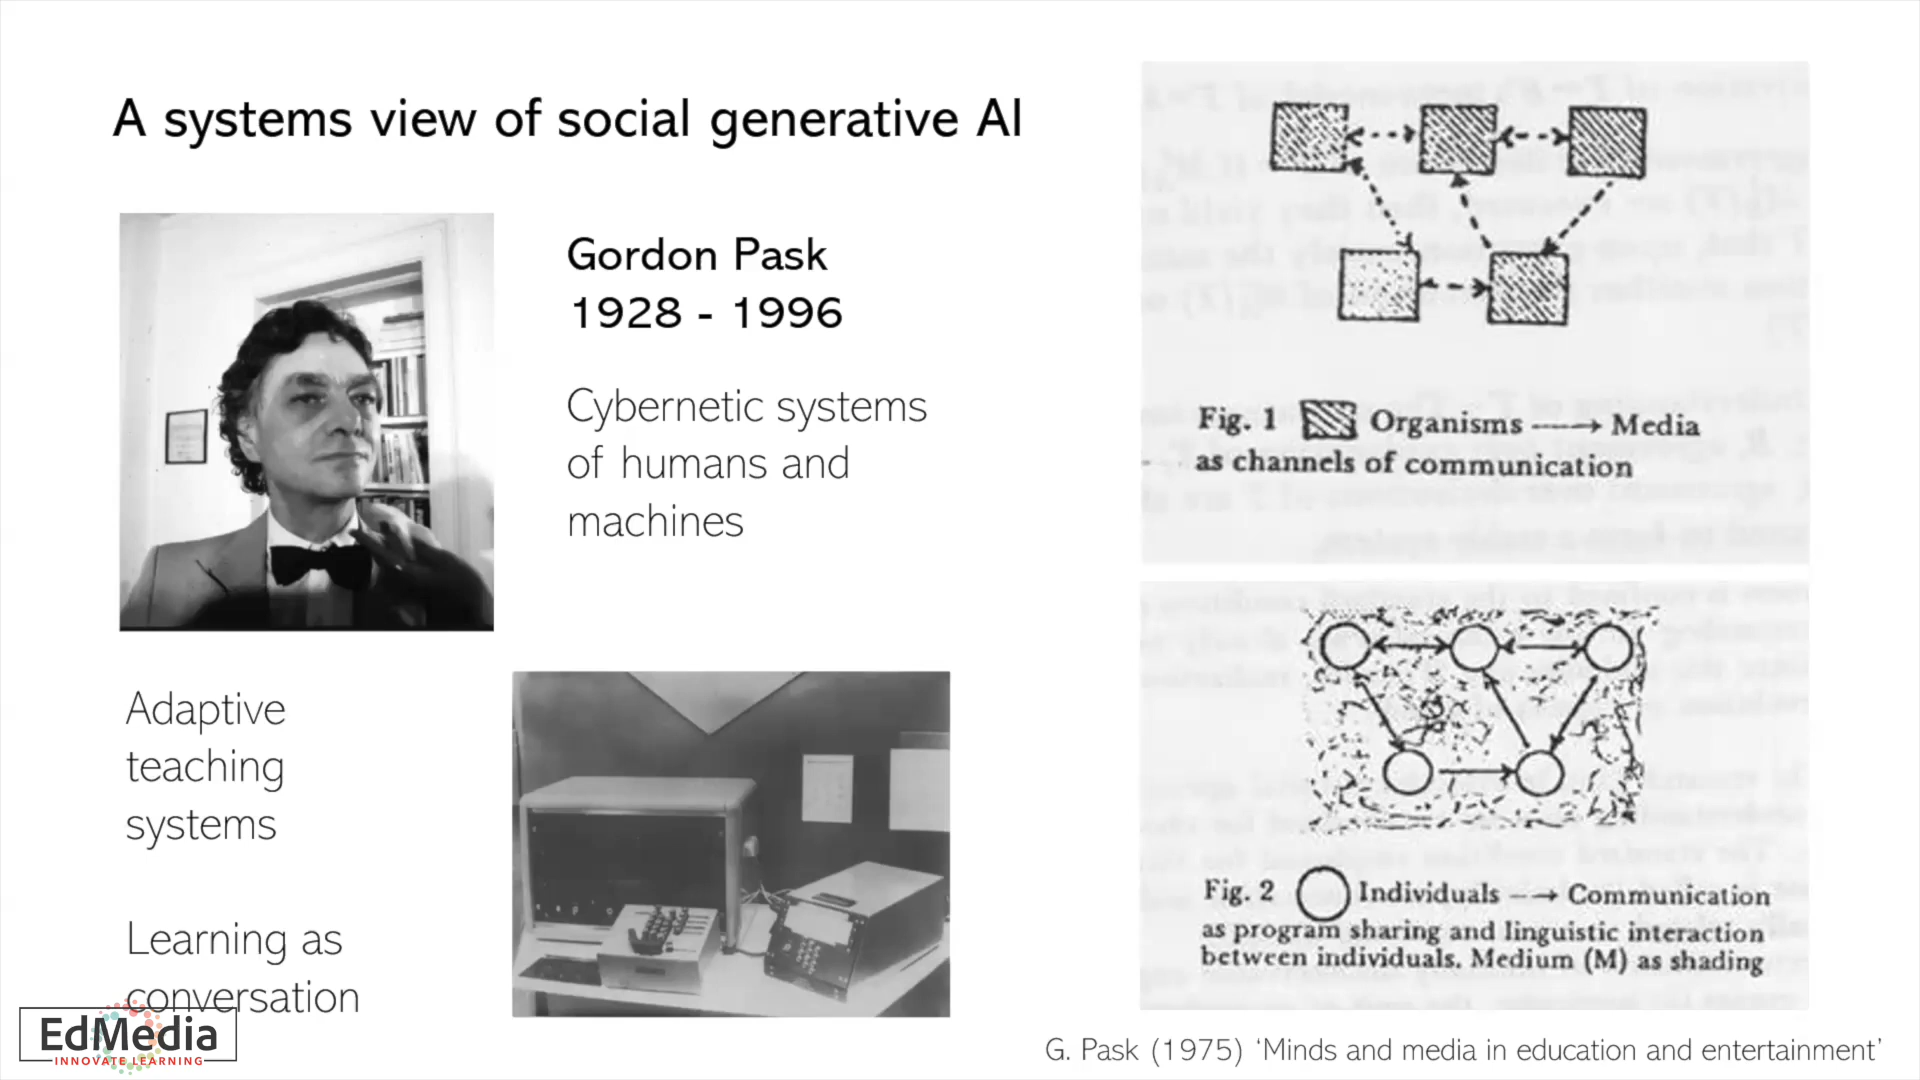 A systems view of social generative AI
Gordon Pask
1928 - 1996
Cybernetic systems
of humans and
machines
Adaptive
teaching
systems
Learning as
conversation
Fig. 1 Organisms Media
as channels of communication
Fig. 2 Individuals Communication
as program sharing and linguistic interaction
between individuals. Medium (M) as shading
G. Pask (1975) ‘Minds and media in education and entertainment’
EdMedia
INNOVATE LEARNING